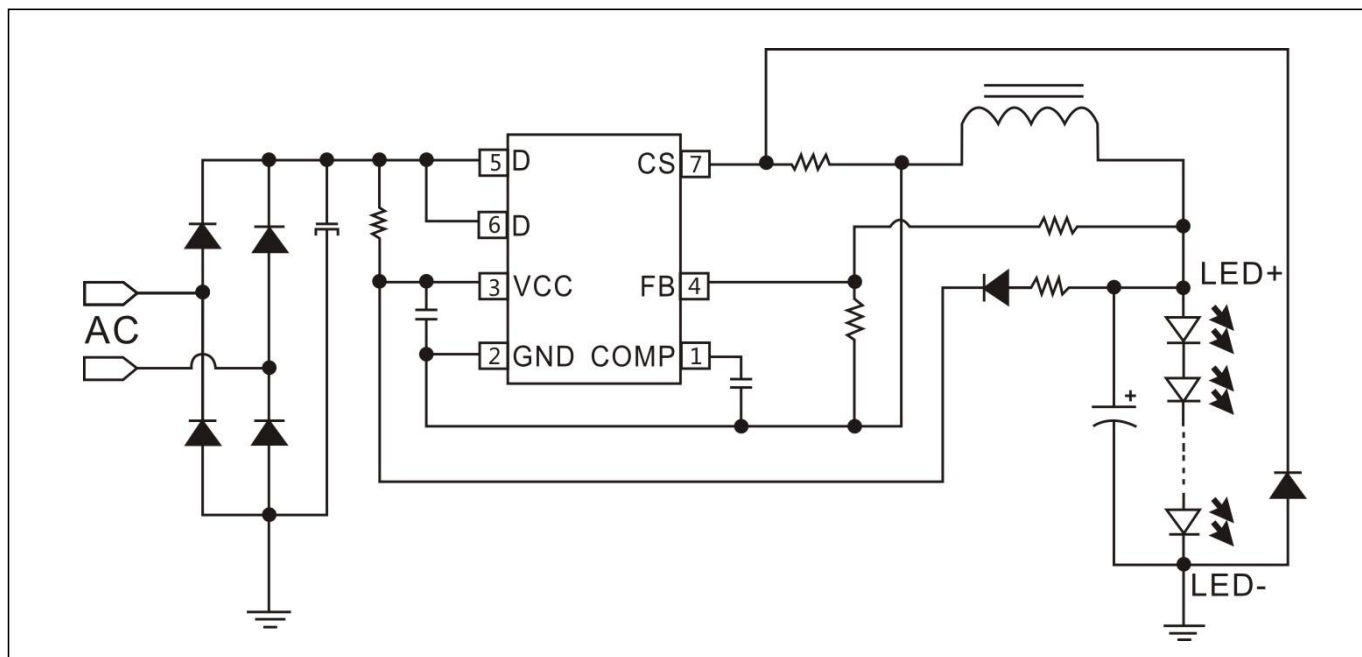 5 D
CS 7
6 D
AC
3 VCC
FB 4
LED+
2 GND
COMP 1
+
LED-